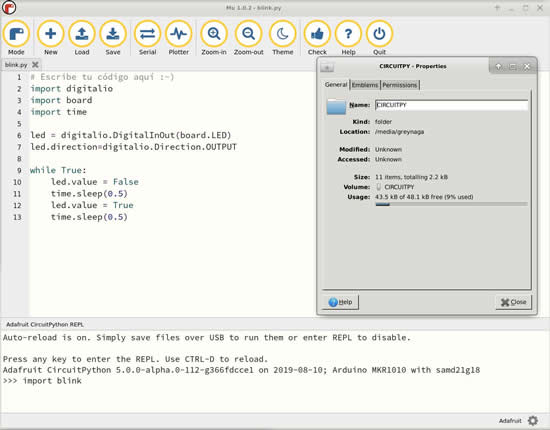 Mu 1.0.2 - blink.py
Mode
New
Load
Save
Serial
Plotter
Zoom-in
Zoom-out
Theme
Check
Help
Quit
blink.py
1 # Escribe tu código aquí :-)
2 import digitalio
3 import board
4 import time
5
6 led = digitalio.DigitalInOut(board.LED)
7 led.direction=digitalio.Direction.OUTPUT
8
9 while True:
10 led.value = False
11 time.sleep(0.5)
12 led.value = True
13 time.sleep(0.5)
CIRCUITPY - Properties
General Emblems Permissions
Name: CIRCUITPY
Kind: folder
Location: /media/greynaga
Modified: Unknown
Accessed: Unknown
Size: 11 items, totalling 2.2 kB
Volume: CIRCUITPY
Usage: 43.5 kB of 48.1 kB free (9% used)
Help
Close
Adafruit CircuitPython REPL
Auto-reload is on. Simply save files over USB to run them or enter REPL to disable.
Press any key to enter the REPL. Use CTRL-D to reload.
Adafruit CircuitPython 5.0.0-alpha.0-112-g366fdcce1 on 2019-08-10; Arduino MKR1010 with samd21g18
>>> import blink
Adafruit